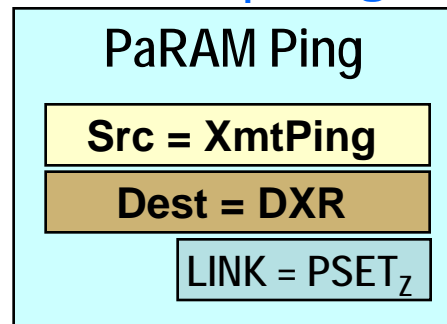 PaRAM Ping
Src = XmtPing
Dest = DXR
LINK = PSETz